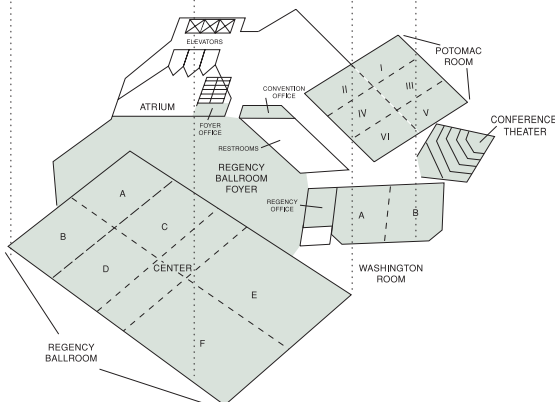 ELEVATORS
POTOMAC
ROOM
I
II
III
CONVENTION
OFFICE
ATRIUM
IV
V
FOYER
OFFICE
VI
CONFERENCE
THEATER
RESTROOMS
REGENCY
BALLROOM
FOYER
A
REGENCY
OFFICE
A
B
C
B
D
CENTER
WASHINGTON
ROOM
E
F
REGENCY
BALLROOM